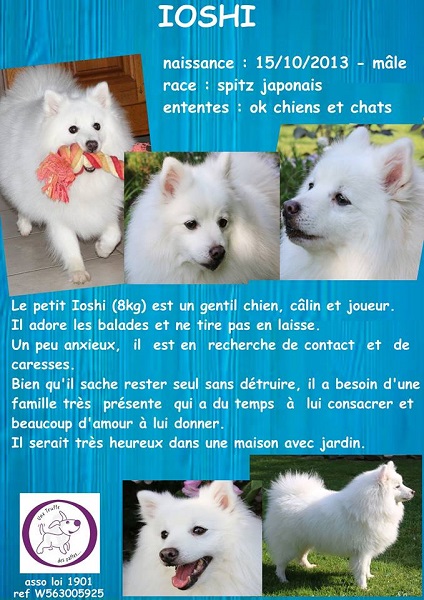 IOSHI
naissance : 15/10/2013 - mâle
race : spitz japonais
ententes : ok chiens et chats
Le petit Ioshi (8kg) est un gentil chien, câlin et joueur.
Il adore les balades et ne tire pas en laisse.
Un peu anxieux, il est en recherche de contact et de
caresses.
Bien qu'il sache rester seul sans détruire, il a besoin d'une
famille très présente qui a du temps à lui consacrer et
beaucoup d'amour à lui donner.
Il serait très heureux dans une maison avec jardin.
Une Truffe
asso loi 1901
ref W563005925